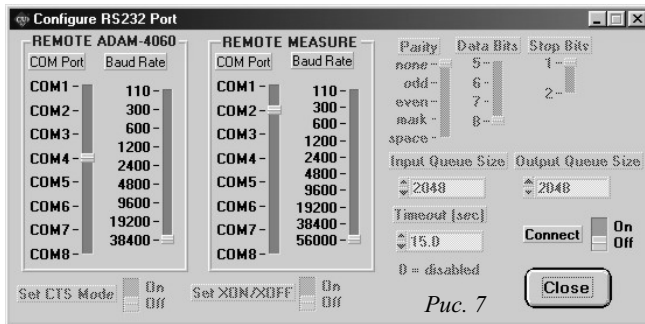 Configure RS232 Port
REMOTE ADAM-4060
COM Port Baud Rate
COM1
COM2
COM3
COM4
COM5
COM6
COM7
COM8
110
300
600
1200
2400
4800
9600
19200
38400
REMOTE MEASURE
COM Port Baud Rate
COM1
COM2
COM3
COM4
COM5
COM6
COM7
COM8
110
300
600
1200
2400
4800
9600
19200
38400
56000
Parity
none
odd
even
mark
space
Data Bits
5
6
7
8
Stop Bits
1
2
Input Queue Size Output Queue Size
2048 2048
Timeout (sec)
15.0
0 = disabled
Connect On
Off
Set CTS Mode On
Off
Set XON/XOFF On
Off
Рис. 7
Close